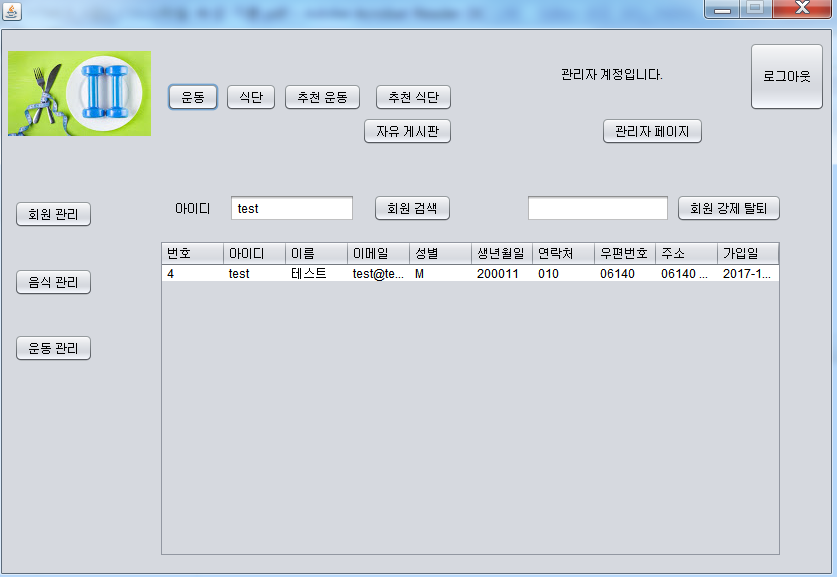 관리자 계정입니다.
로그아웃
운동 식단 추천 운동 추천 식단
자유 게시판 관리자 페이지
회원 관리
아이디 test 회원 검색 회원 강제 탈퇴
번호 아이디 이름 이메일 성별 생년월일 연락처 우편번호 주소 가입일
4 test 테스트 test@te... M 200011 010 06140 06140 ... 2017-1...
음식 관리
운동 관리